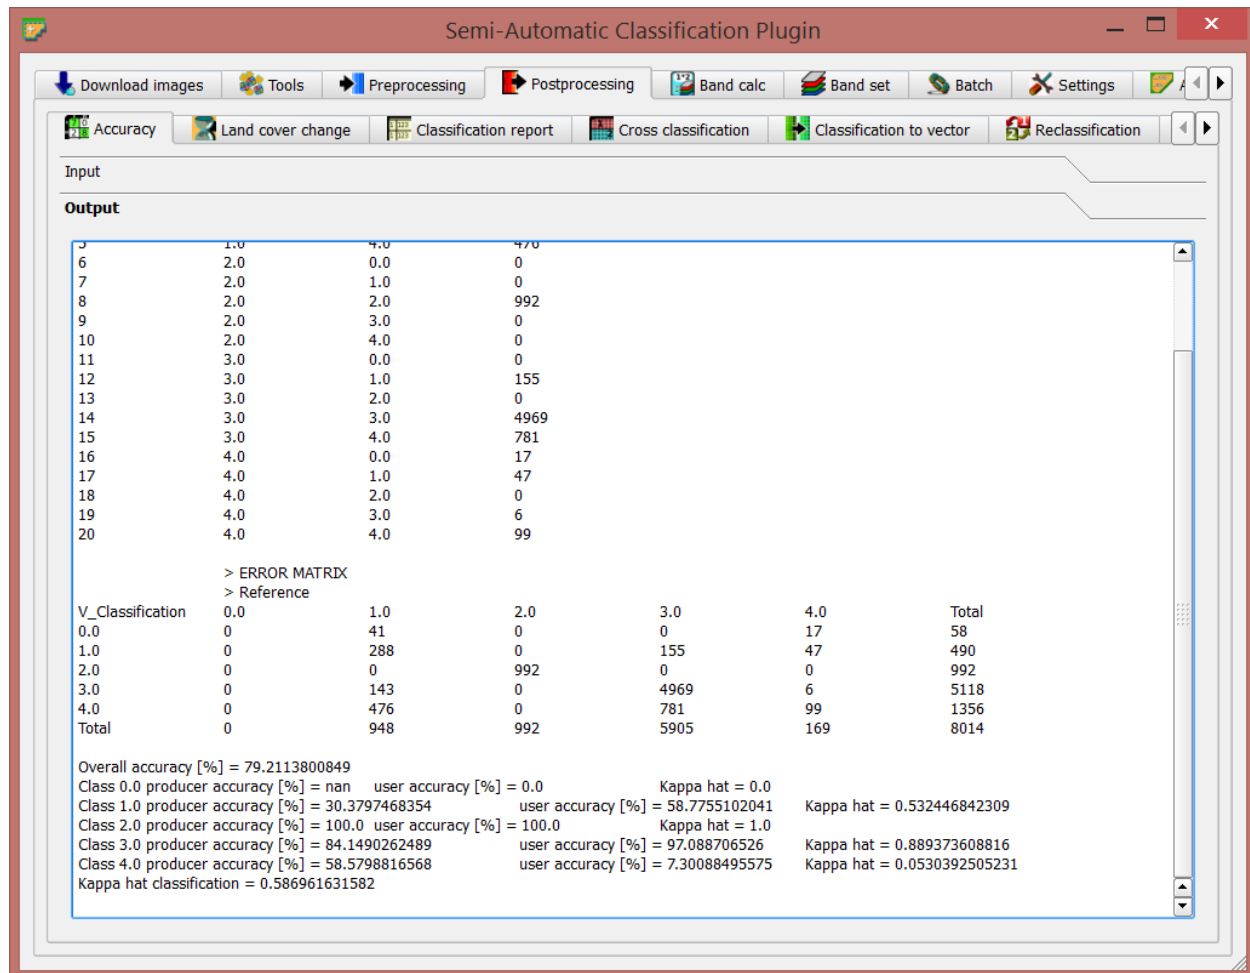 Semi-Automatic Classification Plugin
Download images Tools Preprocessing Postprocessing Band calc Band set Batch Settings
Accuracy Land cover change Classification report Cross classification Classification to vector Reclassification
Input
Output
5 1.0 4.0 476
6 2.0 0.0 0
7 2.0 1.0 0
8 2.0 2.0 992
9 2.0 3.0 0
10 2.0 4.0 0
11 3.0 0.0 0
12 3.0 1.0 155
13 3.0 2.0 0
14 3.0 3.0 4969
15 3.0 4.0 781
16 4.0 0.0 17
17 4.0 1.0 47
18 4.0 2.0 0
19 4.0 3.0 6
20 4.0 4.0 99
> ERROR MATRIX
> Reference
V_Classification 0.0 1.0 2.0 3.0 4.0 Total
0.0 0 41 0 0 17 58
1.0 0 288 0 155 47 490
2.0 0 0 992 0 0 992
3.0 0 143 0 4969 6 5118
4.0 0 476 0 781 99 1356
Total 0 948 992 5905 169 8014
Overall accuracy [%] = 79.2113800849
Class 0.0 producer accuracy [%] = nan user accuracy [%] = 0.0 Kappa hat = 0.0
Class 1.0 producer accuracy [%] = 30.3797468354 user accuracy [%] = 58.7755102041 Kappa hat = 0.532446842309
Class 2.0 producer accuracy [%] = 100.0 user accuracy [%] = 100.0 Kappa hat = 1.0
Class 3.0 producer accuracy [%] = 84.1490262489 user accuracy [%] = 97.088706526 Kappa hat = 0.889373608816
Class 4.0 producer accuracy [%] = 58.5798816568 user accuracy [%] = 7.30088495575 Kappa hat = 0.0530392505231
Kappa hat classification = 0.586961631582